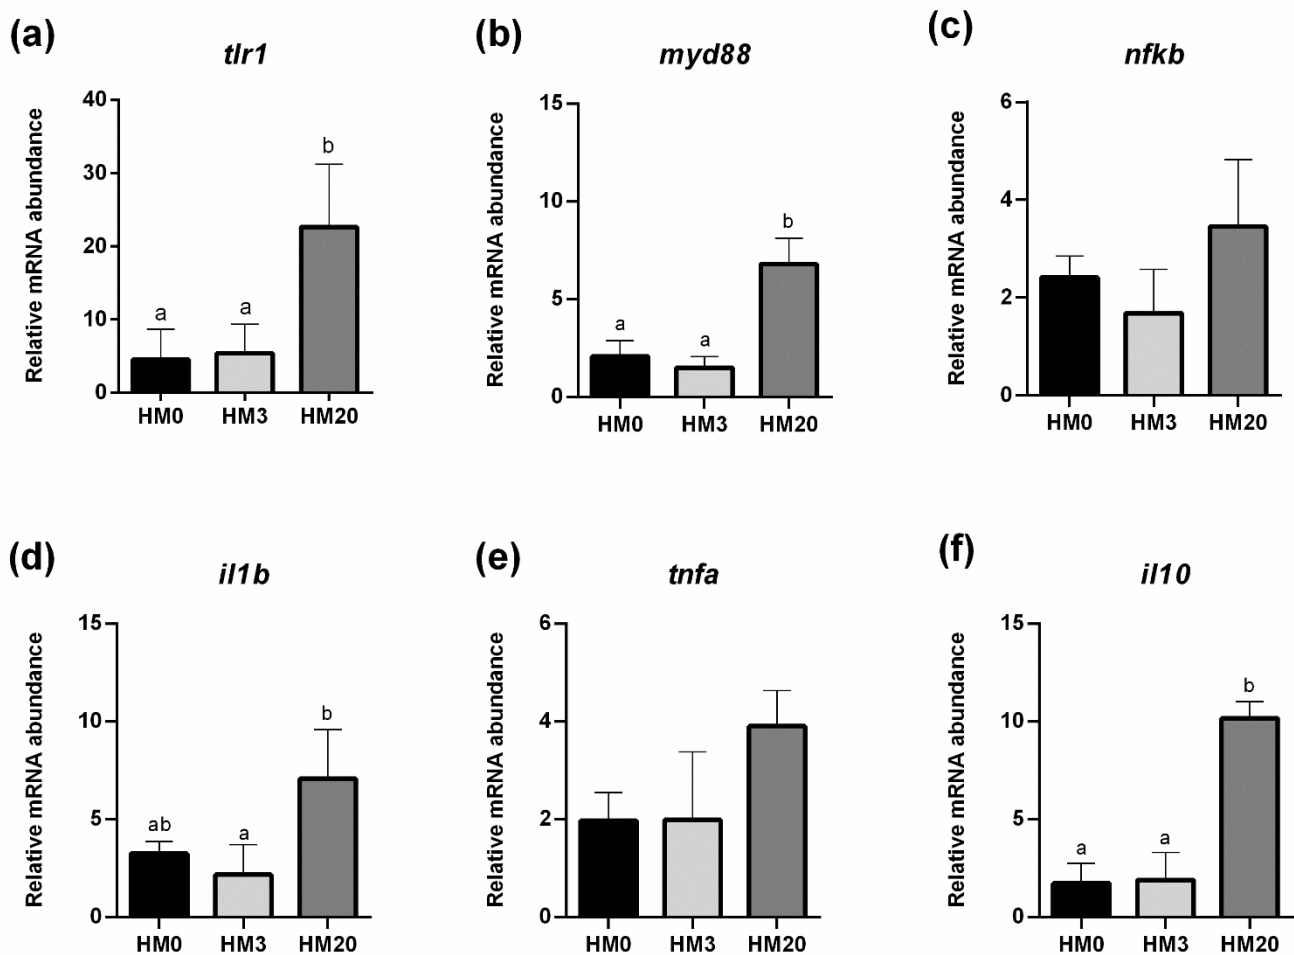 (a)
tlr1
Relative mRNA abundance
40
30
20
10
0
a
a
b
HM0 HM3 HM20
(b)
myd88
Relative mRNA abundance
15
10
5
0
a
a
b
HM0 HM3 HM20
(c)
nfkb
Relative mRNA abundance
6
4
2
0
HM0 HM3 HM20
(d)
il1b
Relative mRNA abundance
15
10
5
0
ab
a
b
HM0 HM3 HM20
(e)
tnfa
Relative mRNA abundance
6
4
2
0
HM0 HM3 HM20
(f)
il10
Relative mRNA abundance
15
10
5
0
a
a
b
HM0 HM3 HM20